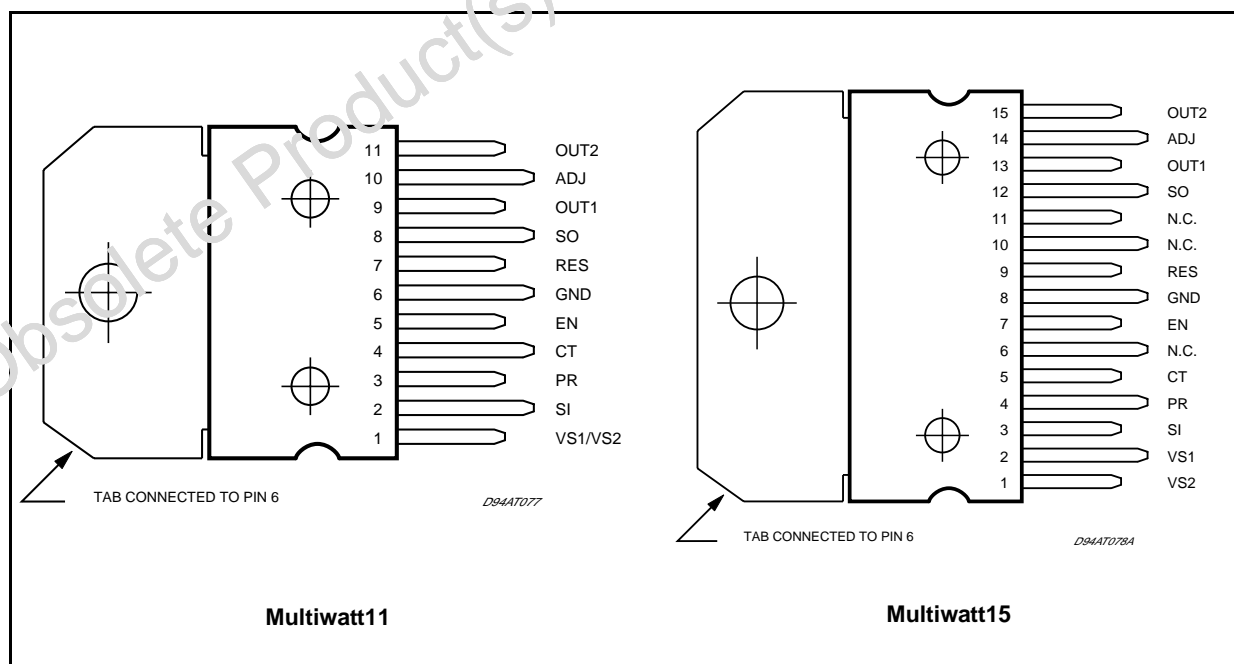 Obsolete Product(s)
11 OUT2
10 ADJ
9 OUT1
8 SO
7 RES
6 GND
5 EN
4 CT
3 PR
2 SI
1 VS1/VS2
TAB CONNECTED TO PIN 6
D94AT077
Multiwatt11
15 OUT2
14 ADJ
13 OUT1
12 SO
11 N.C.
10 N.C.
9 RES
8 GND
7 EN
6 N.C.
5 CT
4 PR
3 SI
2 VS1
1 VS2
TAB CONNECTED TO PIN 6
D94AT078A
Multiwatt15